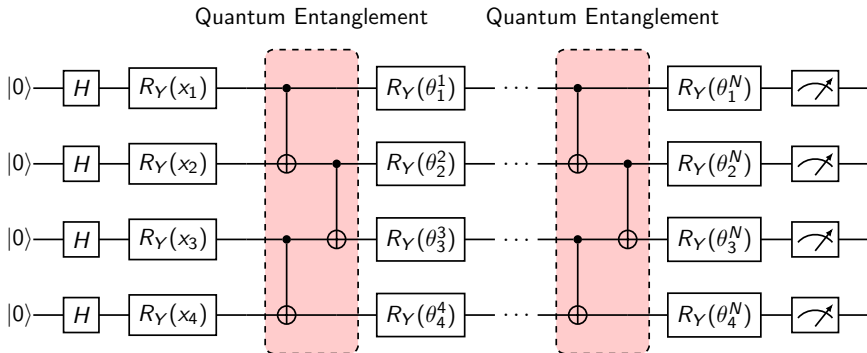 Quantum Entanglement Quantum Entanglement
|0⟩ H R_Y(x_1) R_Y(θ_1^1) ··· R_Y(θ_1^N)
|0⟩ H R_Y(x_2) R_Y(θ_2^2) ··· R_Y(θ_2^N)
|0⟩ H R_Y(x_3) R_Y(θ_3^3) ··· R_Y(θ_3^N)
|0⟩ H R_Y(x_4) R_Y(θ_4^4) ··· R_Y(θ_4^N)